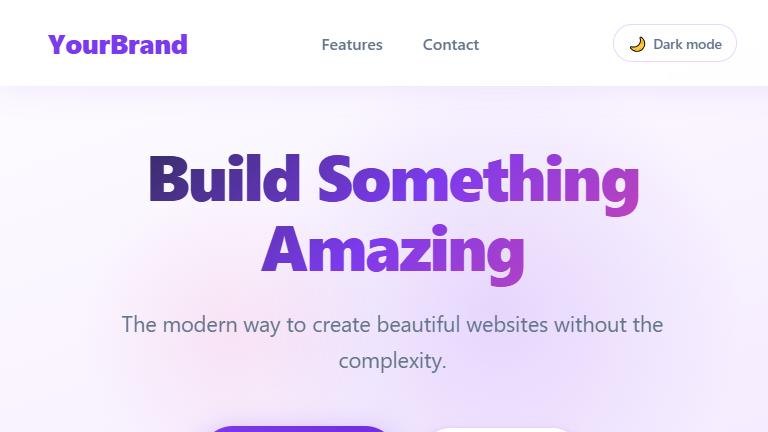 YourBrand
Features
Contact
🌙 Dark mode
Build Something
Amazing
The modern way to create beautiful websites without the
complexity.